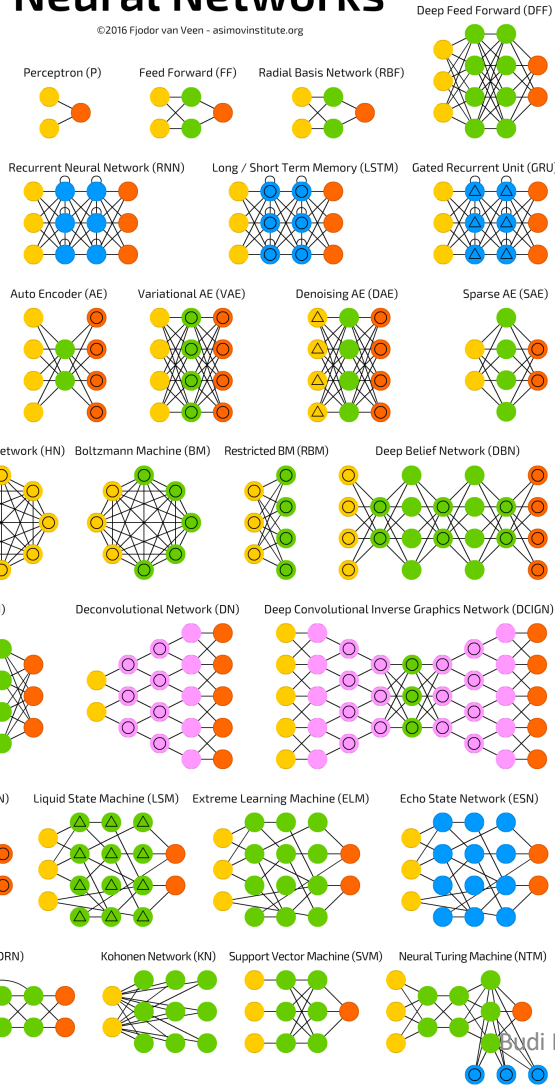 Neural Networks
Deep Feed Forward (DFF)
©2016 Fjodor van Veen - asimovinstitute.org
Perceptron (P)
Feed Forward (FF)
Radial Basis Network (RBF)
Recurrent Neural Network (RNN)
Long / Short Term Memory (LSTM)
Gated Recurrent Unit (GRU)
Auto Encoder (AE)
Variational AE (VAE)
Denoising AE (DAE)
Sparse AE (SAE)
etwork (HN)
Boltzmann Machine (BM)
Restricted BM (RBM)
Deep Belief Network (DBN)
Deconvolutional Network (DN)
Deep Convolutional Inverse Graphics Network (DCIGN)
Liquid State Machine (LSM)
Extreme Learning Machine (ELM)
Echo State Network (ESN)
DRN)
Kohonen Network (KN)
Support Vector Machine (SVM)
Neural Turing Machine (NTM)
Budi